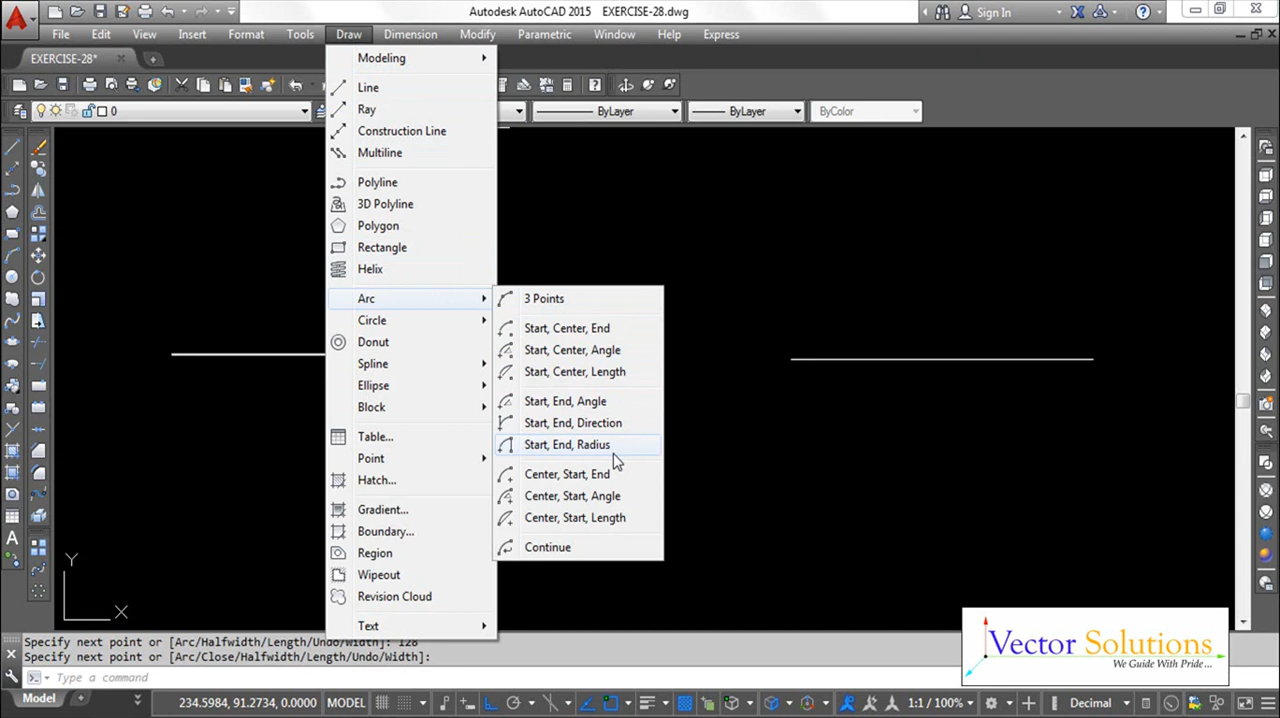 Autodesk AutoCAD 2015 EXERCISE-28.dwg
Sign In
File Edit View Insert Format Tools Draw Dimension Modify Parametric Window Help Express
EXERCISE-28*
0
ByLayer
ByLayer
ByColor
Modeling
Line
Ray
Construction Line
Multiline
Polyline
3D Polyline
Polygon
Rectangle
Helix
Arc
Circle
Donut
Spline
Ellipse
Block
Table...
Point
Hatch...
Gradient...
Boundary...
Region
Wipeout
Revision Cloud
Text
3 Points
Start, Center, End
Start, Center, Angle
Start, Center, Length
Start, End, Angle
Start, End, Direction
Start, End, Radius
Center, Start, End
Center, Start, Angle
Center, Start, Length
Continue
Y
X
A
Specify next point or [Arc/Halfwidth/Length/Undo/Width]: 128
Specify next point or [Arc/Close/Halfwidth/Length/Undo/Width]:
Type a command
Vector Solutions
We Guide With Pride ...
Model
234.5984, 91.2734, 0.0000 MODEL
1:1 / 100%
Decimal